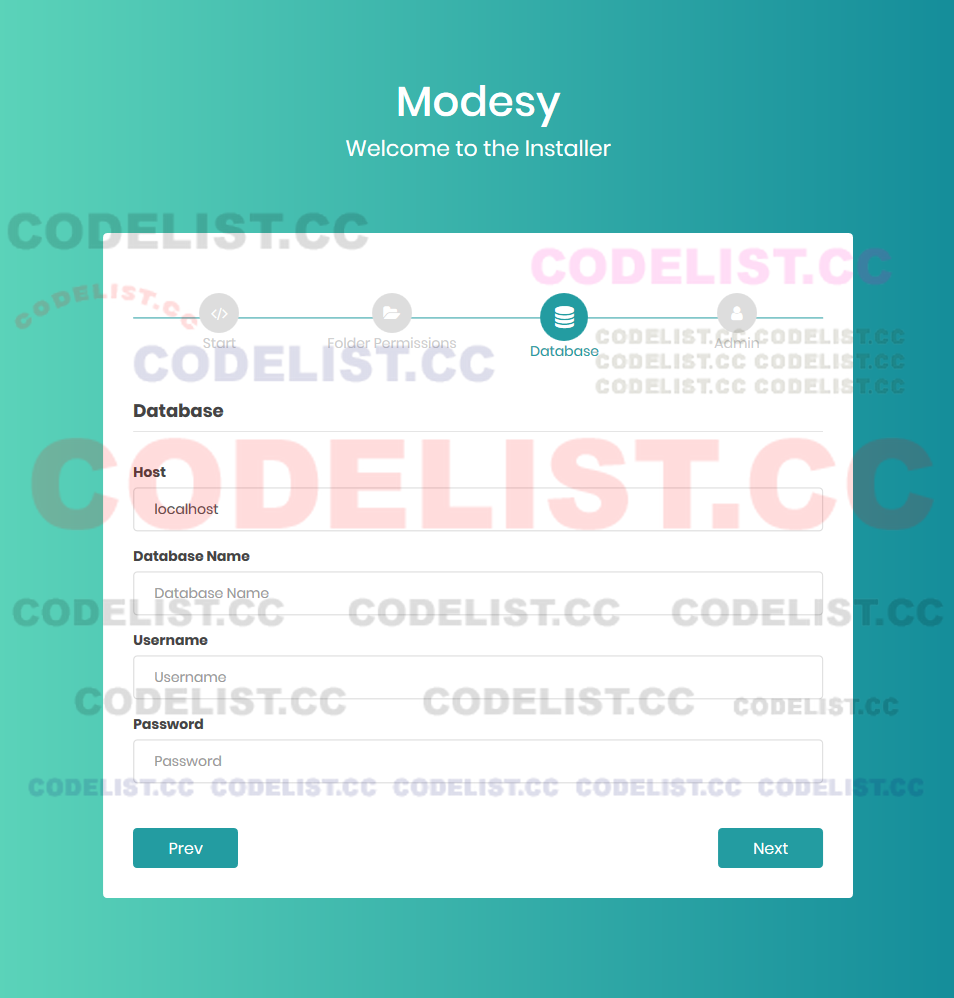 Modesy
Welcome to the Installer
CODELIST.CC
CODELIST.CC
CODELIST.CC
Start
Folder Permissions
Database
Admin
CODELIST.CC CODELIST.CC
CODELIST.CC CODELIST.CC
CODELIST.CC CODELIST.CC
CODELIST.CC
Database
CODELIST.CC
Host
localhost
Database Name
Database Name
CODELIST.CC CODELIST.CC CODELIST.CC
Username
Username
CODELIST.CC CODELIST.CC CODELIST.CC
Password
Password
CODELIST.CC CODELIST.CC CODELIST.CC CODELIST.CC CODELIST.CC
Prev
Next